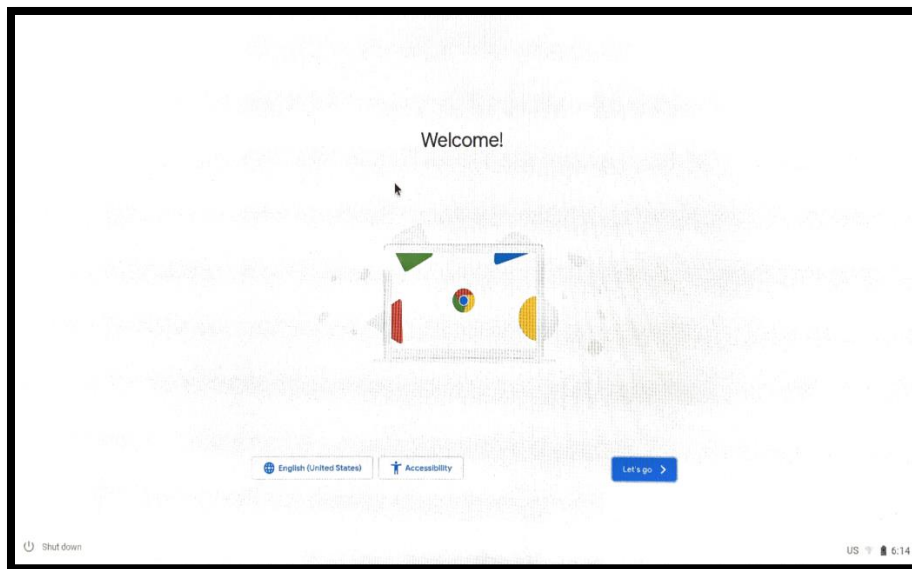 Welcome!
English (United States)
Accessibility
Let's go
Shut down
US
6:14